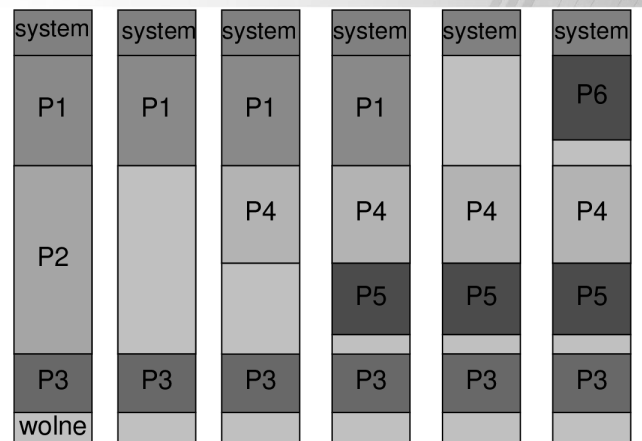 system system system system system system
P1 P1 P1 P1 P6
P2 P4 P4 P4 P4
P5 P5 P5
P3 P3 P3 P3 P3 P3
wolne